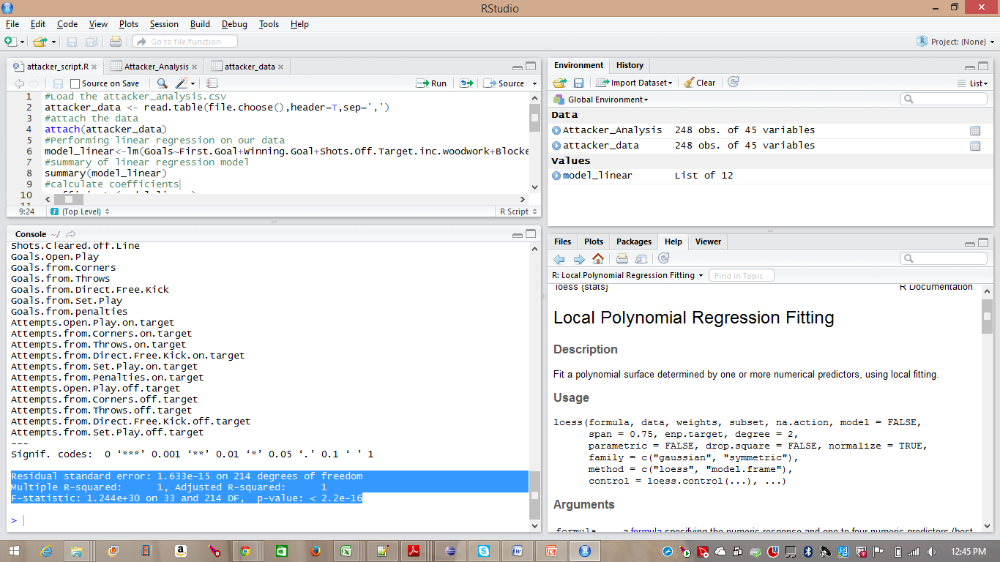 RStudio
File Edit Code View Plots Session Build Debug Tools Help
Go to file/function
Project: (None)
attacker_script.R
Attacker_Analysis
attacker_data
Source on Save
Run
Source
1 #Load the attacker_analysis.csv
2 attacker_data <- read.table(file.choose(),header=T,sep=',')
3 #attach the data
4 attach(attacker_data)
5 #Performing linear regression on our data
6 model_linear<-lm(Goals~First.Goal+Winning.Goal+Shots.Off.Target.inc.woodwork+Blocke
7 #summary of linear regression model
8 summary(model_linear)
9 #calculate coefficients
10
9:24
(Top Level)
R Script
Console ~/
Shots.Cleared.off.Line
Goals.Open.Play
Goals.from.Corners
Goals.from.Throws
Goals.from.Direct.Free.Kick
Goals.from.Set.Play
Goals.from.penalties
Attempts.Open.Play.on.target
Attempts.from.Corners.on.target
Attempts.from.Throws.on.target
Attempts.from.Direct.Free.Kick.on.target
Attempts.from.Set.Play.on.target
Attempts.from.Penalties.on.target
Attempts.Open.Play.off.target
Attempts.from.Corners.off.target
Attempts.from.Throws.off.target
Attempts.from.Direct.Free.Kick.off.target
Attempts.from.Set.Play.off.target
---
Signif. codes:  0 ‘***’ 0.001 ‘**’ 0.01 ‘*’ 0.05 ‘.’ 0.1 ‘ ’ 1
Residual standard error: 1.633e-15 on 214 degrees of freedom
Multiple R-squared:      1, Adjusted R-squared:      1
F-statistic: 1.244e+30 on 33 and 214 DF,  p-value: < 2.2e-16
>
Environment History
Import Dataset
Clear
List
Global Environment
Data
Attacker_Analysis 248 obs. of 45 variables
attacker_data 248 obs. of 45 variables
Values
model_linear List of 12
Files Plots Packages Help Viewer
R: Local Polynomial Regression Fitting
Find in Topic
loess {stats}
R Documentation
Local Polynomial Regression Fitting
Description
Fit a polynomial surface determined by one or more numerical predictors, using local fitting.
Usage
loess(formula, data, weights, subset, na.action, model = FALSE,
span = 0.75, enp.target, degree = 2,
parametric = FALSE, drop.square = FALSE, normalize = TRUE,
family = c("gaussian", "symmetric"),
method = c("loess", "model.frame"),
control = loess.control(...), ...)
Arguments
formula a formula specifying the numeric response and one to four numeric predictors (best
12:45 PM